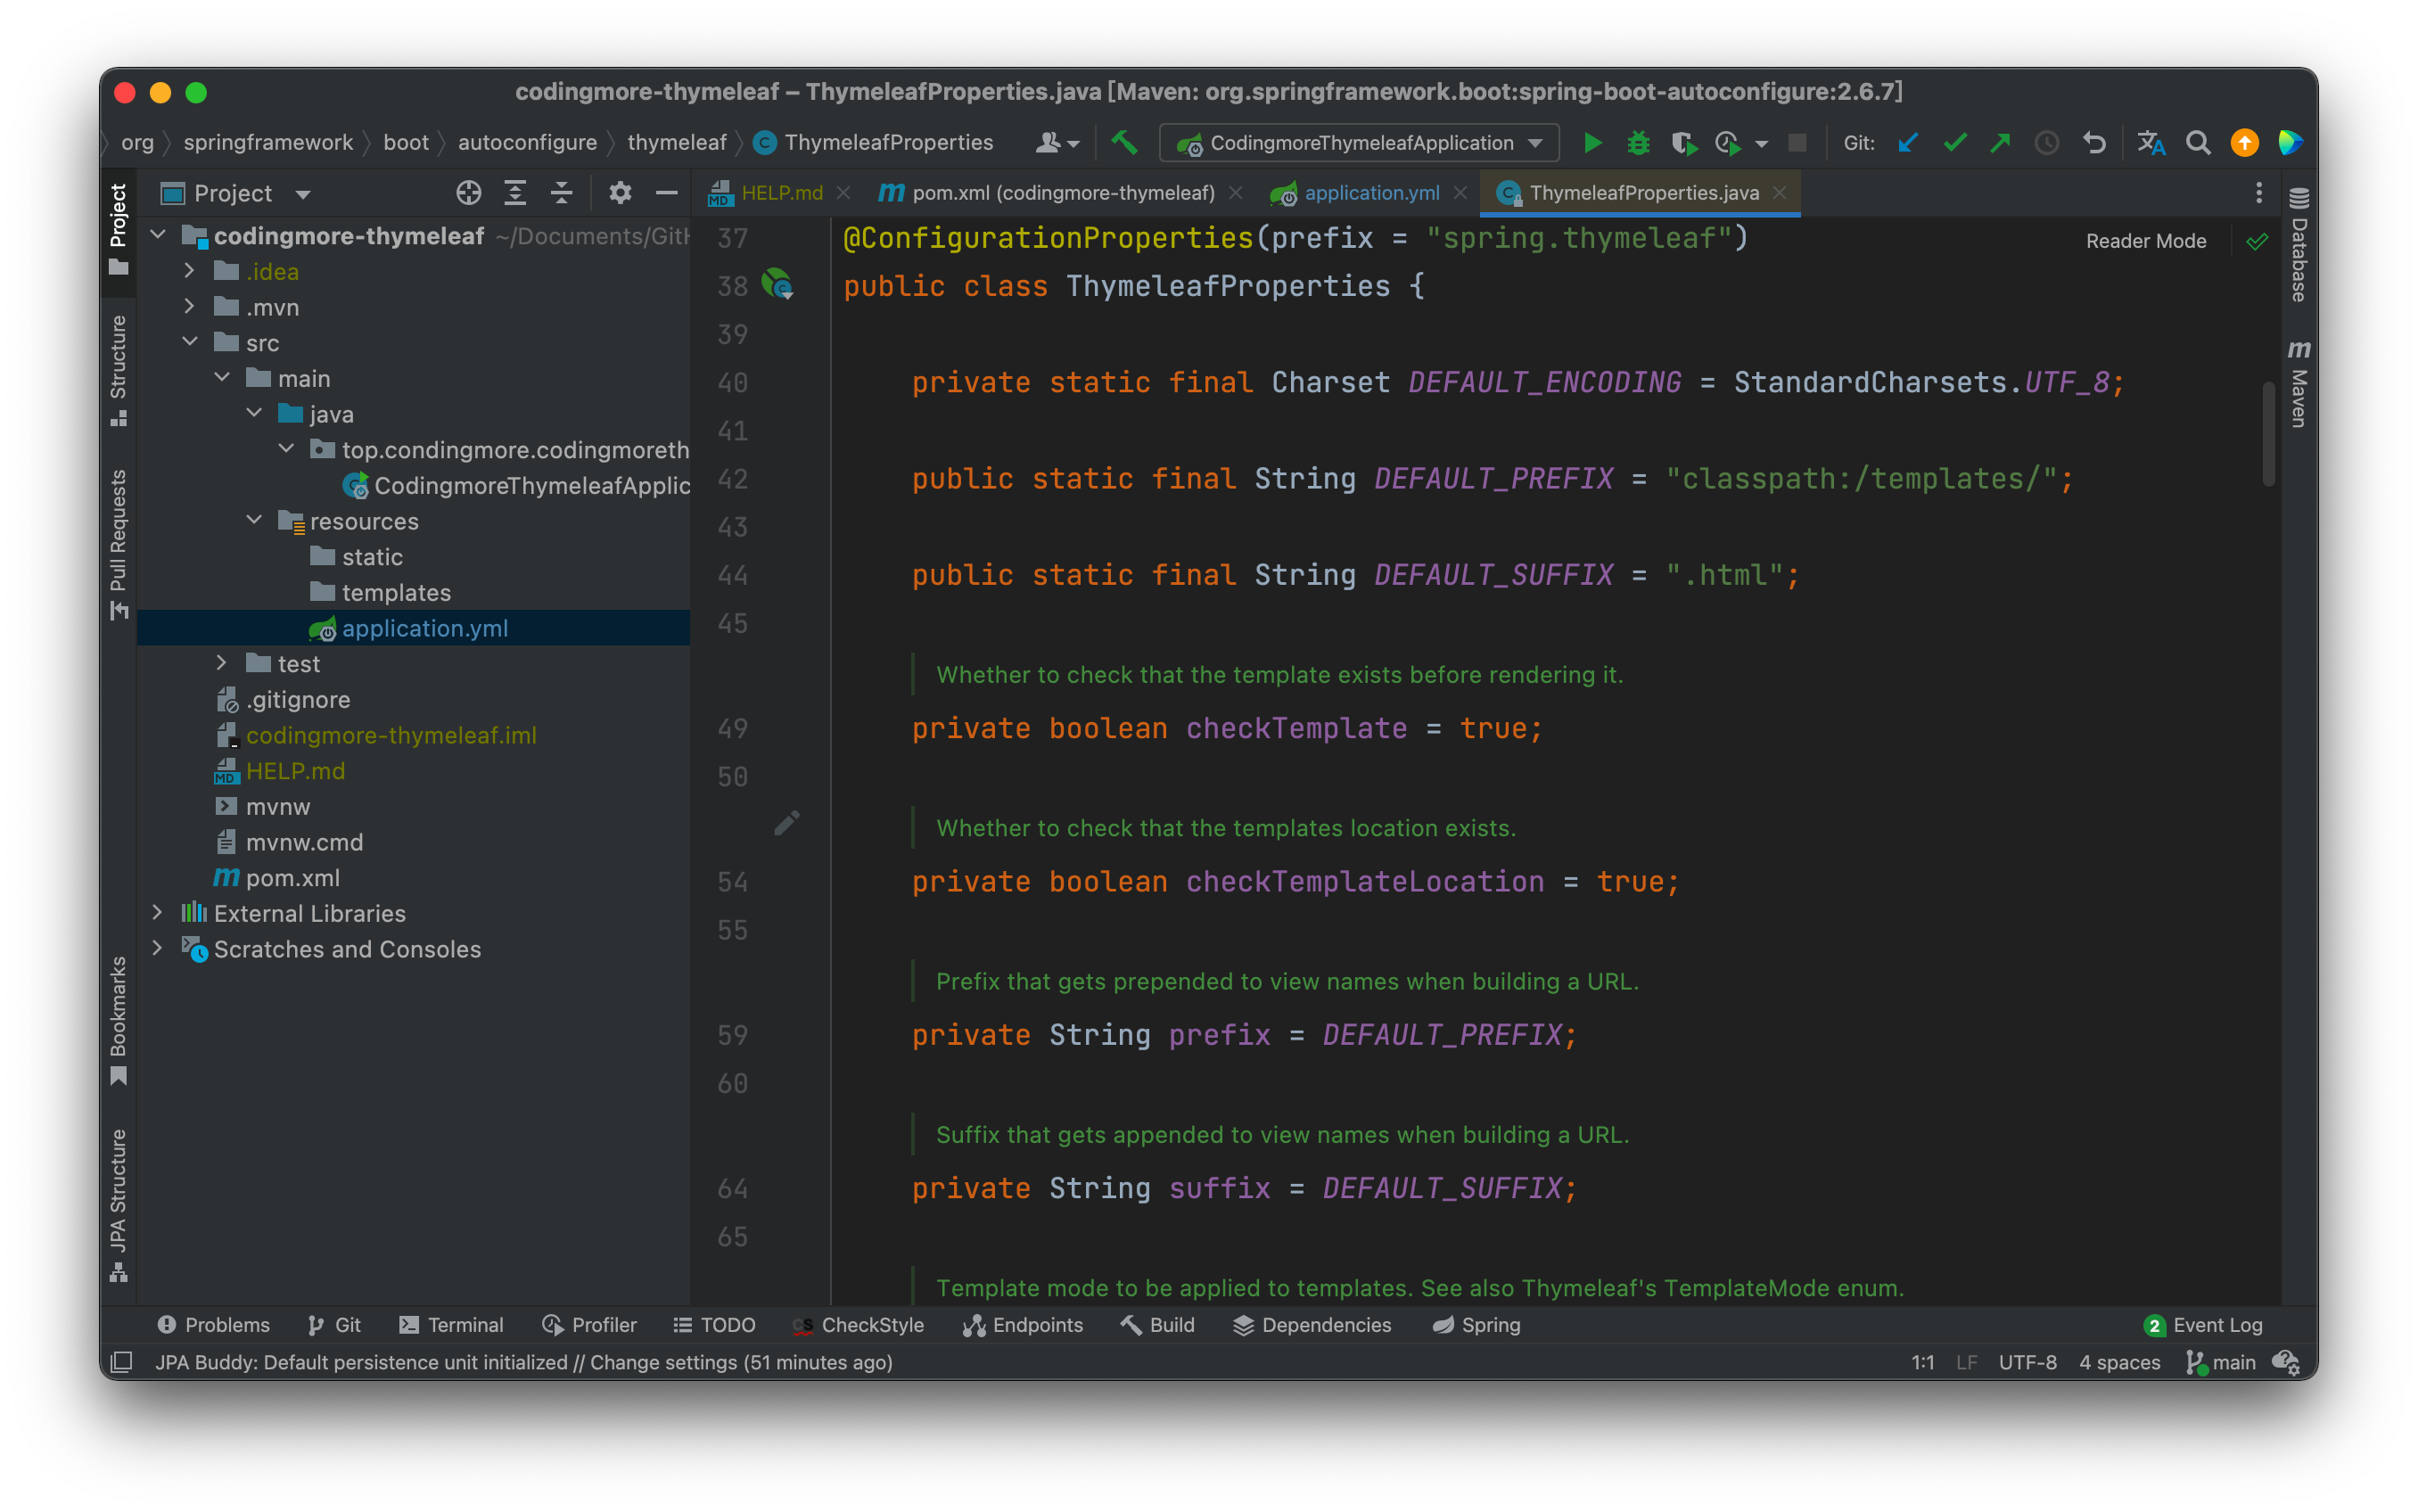 codingmore-thymeleaf – ThymeleafProperties.java [Maven: org.springframework.boot:spring-boot-autoconfigure:2.6.7]
org springframework boot autoconfigure thymeleaf ThymeleafProperties CodingmoreThymeleafApplication Git:
Project
HELP.md pom.xml (codingmore-thymeleaf) application.yml ThymeleafProperties.java
Project
Structure
Pull Requests
Bookmarks
JPA Structure
codingmore-thymeleaf ~/Documents/GitH
.idea
.mvn
src
main
java
top.condingmore.codingmoreth
CodingmoreThymeleafApplic
resources
static
templates
application.yml
test
.gitignore
codingmore-thymeleaf.iml
HELP.md
mvnw
mvnw.cmd
pom.xml
External Libraries
Scratches and Consoles
Reader Mode
37 @ConfigurationProperties(prefix = "spring.thymeleaf")
38 public class ThymeleafProperties {
39
40 private static final Charset DEFAULT_ENCODING = StandardCharsets.UTF_8;
41
42 public static final String DEFAULT_PREFIX = "classpath:/templates/";
43
44 public static final String DEFAULT_SUFFIX = ".html";
45
Whether to check that the template exists before rendering it.
49 private boolean checkTemplate = true;
50
Whether to check that the templates location exists.
54 private boolean checkTemplateLocation = true;
55
Prefix that gets prepended to view names when building a URL.
59 private String prefix = DEFAULT_PREFIX;
60
Suffix that gets appended to view names when building a URL.
64 private String suffix = DEFAULT_SUFFIX;
65
Template mode to be applied to templates. See also Thymeleaf's TemplateMode enum.
Database
Maven
Problems Git Terminal Profiler TODO CheckStyle Endpoints Build Dependencies Spring 2 Event Log
JPA Buddy: Default persistence unit initialized // Change settings (51 minutes ago) 1:1 LF UTF-8 4 spaces main